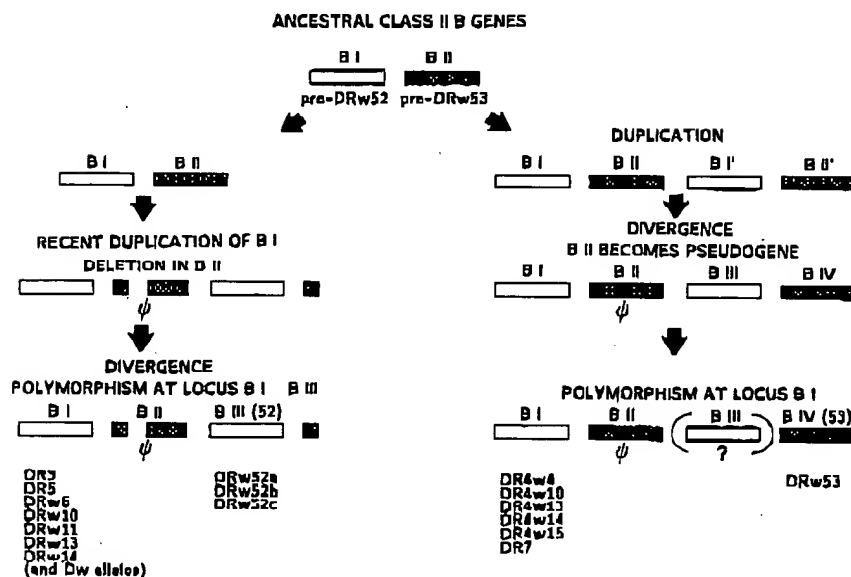 ANCESTRAL CLASS II B GENES
B I B II
pre-DRw52 pre-DRw53
B I B II
RECENT DUPLICATION OF B I
DELETION IN B II
ψ
DIVERGENCE
POLYMORPHISM AT LOCUS B I B III
B I B II B III (52)
ψ
DR3
DR5
DRw6
DRw10
DRw11
DRw13
DRw14
(and Dw alleles)
DRw52a
DRw52b
DRw52c
DUPLICATION
B I B II B I' B II'
DIVERGENCE
B II BECOMES PSEUDOGENE
B I B II B III B IV
ψ
POLYMORPHISM AT LOCUS B I
B I B II B III B IV (53)
ψ ?
DR4w4
DR4w10
DR4w13
DR4w14
DR4w15
DR7
DRw53